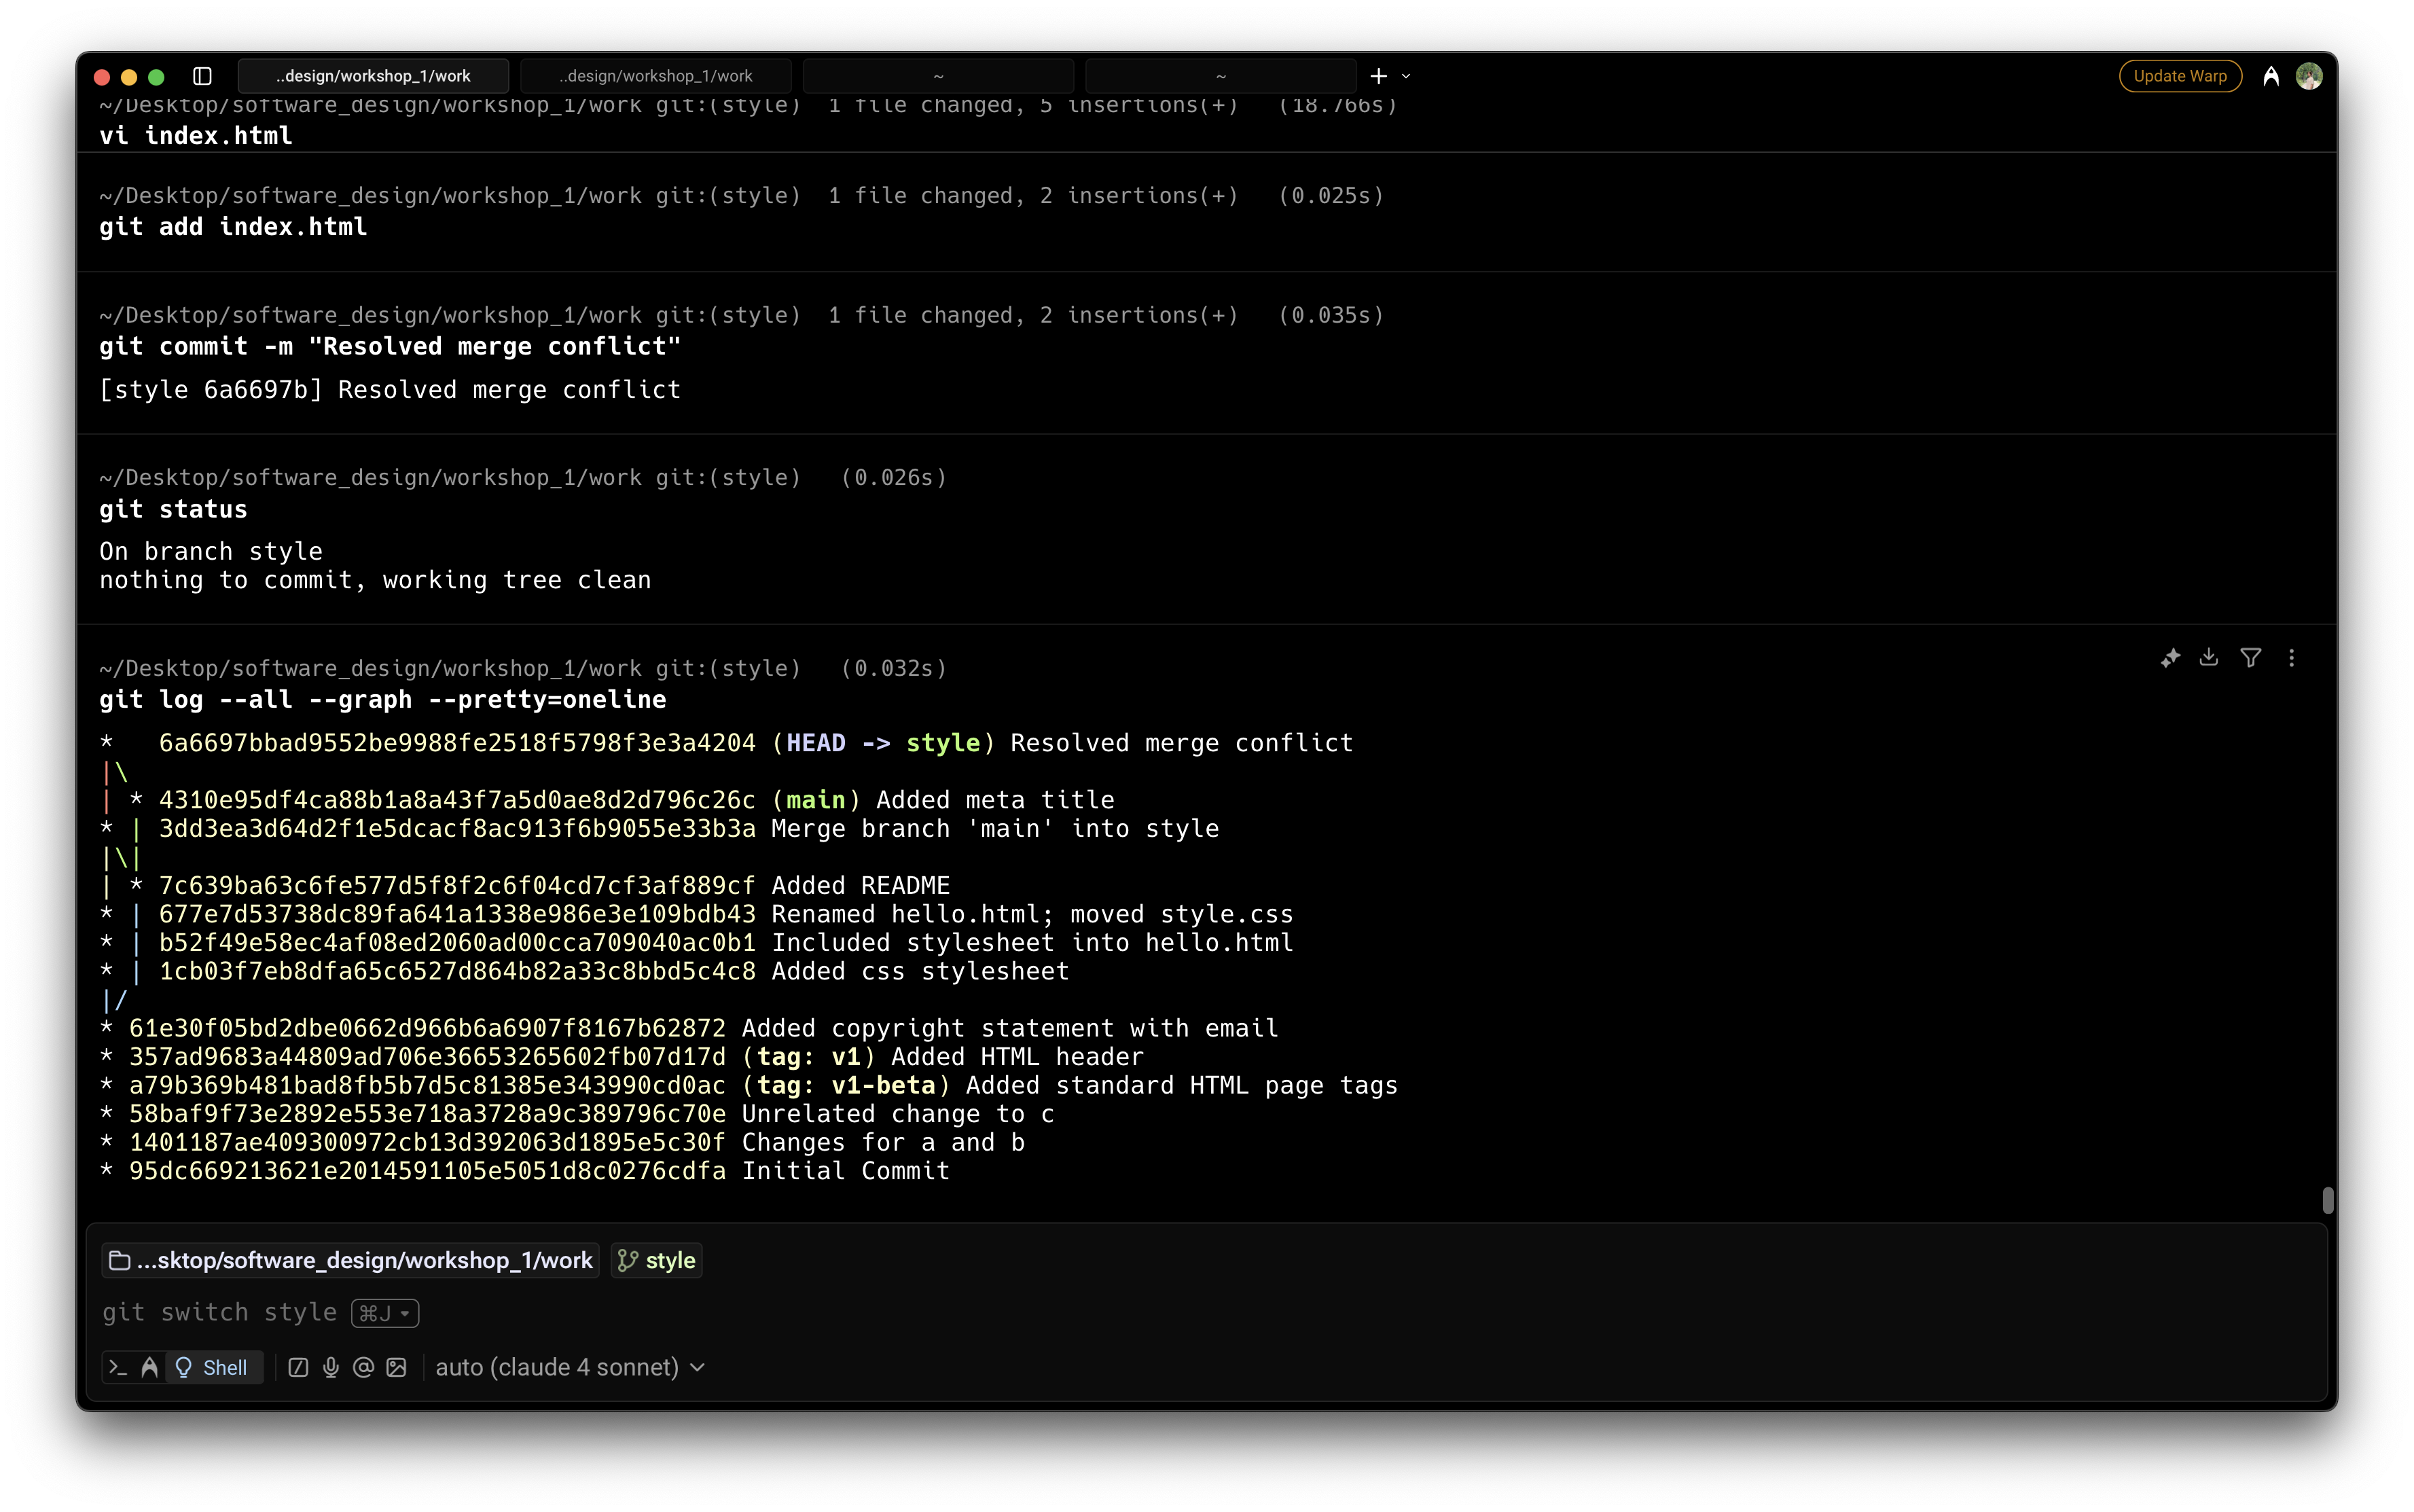 ..design/workshop_1/work
..design/workshop_1/work
~
~
Update Warp
~/Desktop/software_design/workshop_1/work git:(style)  1 file changed, 5 insertions(+)   (18.766s)
vi index.html
~/Desktop/software_design/workshop_1/work git:(style)  1 file changed, 2 insertions(+)   (0.025s)
git add index.html
~/Desktop/software_design/workshop_1/work git:(style)  1 file changed, 2 insertions(+)   (0.035s)
git commit -m "Resolved merge conflict"
[style 6a6697b] Resolved merge conflict
~/Desktop/software_design/workshop_1/work git:(style)   (0.026s)
git status
On branch style
nothing to commit, working tree clean
~/Desktop/software_design/workshop_1/work git:(style)   (0.032s)
git log --all --graph --pretty=oneline
*   6a6697bbad9552be9988fe2518f5798f3e3a4204 (HEAD -> style) Resolved merge conflict
|\
| * 4310e95df4ca88b1a8a43f7a5d0ae8d2d796c26c (main) Added meta title
* | 3dd3ea3d64d2f1e5dcacf8ac913f6b9055e33b3a Merge branch 'main' into style
|\|
| * 7c639ba63c6fe577d5f8f2c6f04cd7cf3af889cf Added README
* | 677e7d53738dc89fa641a1338e986e3e109bdb43 Renamed hello.html; moved style.css
* | b52f49e58ec4af08ed2060ad00cca709040ac0b1 Included stylesheet into hello.html
* | 1cb03f7eb8dfa65c6527d864b82a33c8bbd5c4c8 Added css stylesheet
|/
* 61e30f05bd2dbe0662d966b6a6907f8167b62872 Added copyright statement with email
* 357ad9683a44809ad706e36653265602fb07d17d (tag: v1) Added HTML header
* a79b369b481bad8fb5b7d5c81385e343990cd0ac (tag: v1-beta) Added standard HTML page tags
* 58baf9f73e2892e553e718a3728a9c389796c70e Unrelated change to c
* 1401187ae409300972cb13d392063d1895e5c30f Changes for a and b
* 95dc669213621e2014591105e5051d8c0276cdfa Initial Commit
...sktop/software_design/workshop_1/work style
git switch style ⌘J
Shell auto (claude 4 sonnet)